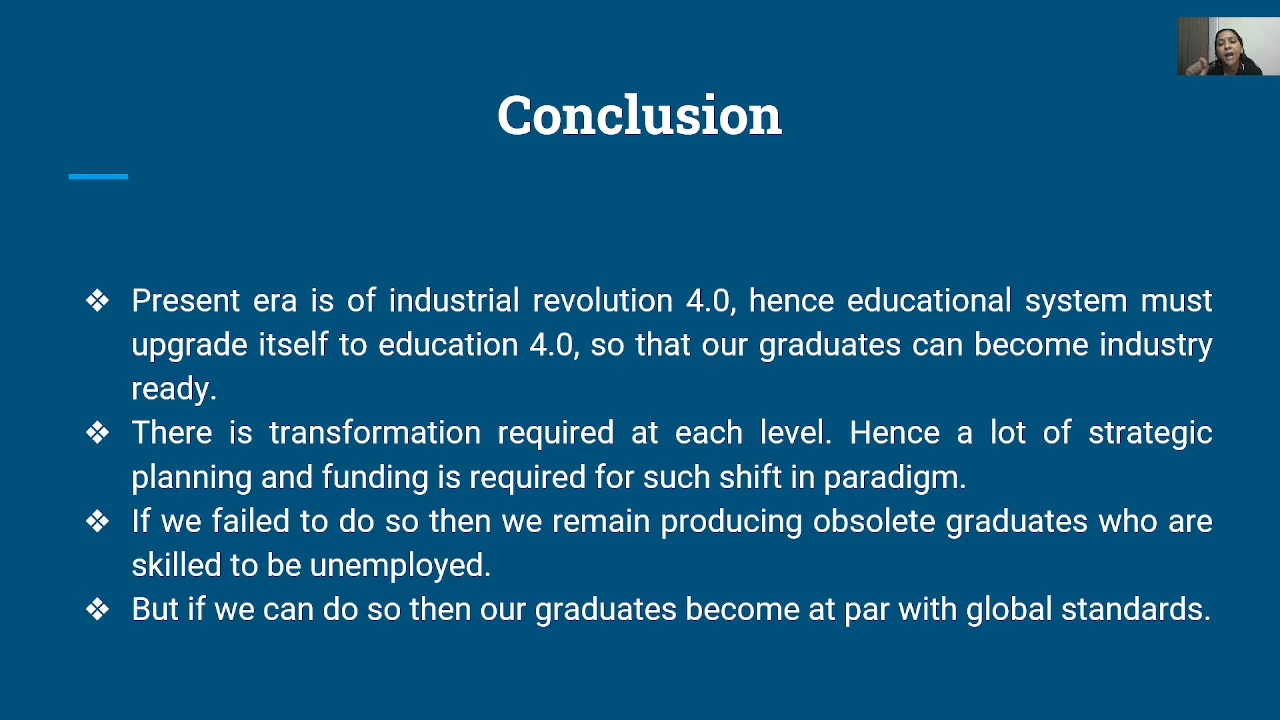 Conclusion
❖ Present era is of industrial revolution 4.0, hence educational system must
upgrade itself to education 4.0, so that our graduates can become industry
ready.
❖ There is transformation required at each level. Hence a lot of strategic
planning and funding is required for such shift in paradigm.
❖ If we failed to do so then we remain producing obsolete graduates who are
skilled to be unemployed.
❖ But if we can do so then our graduates become at par with global standards.